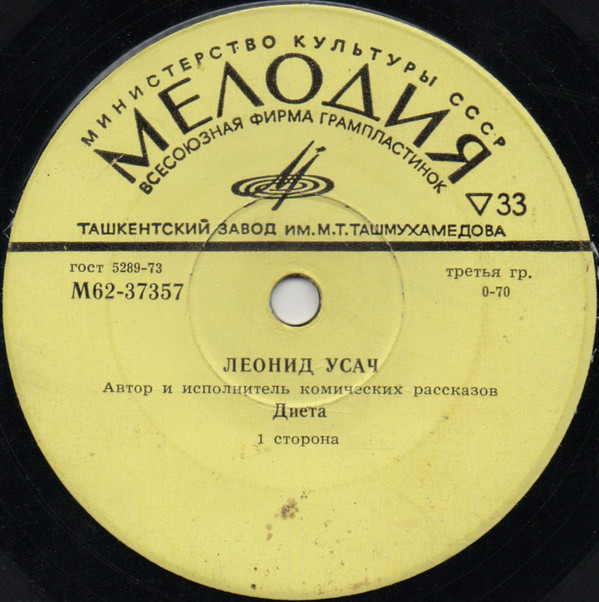 МИНИСТЕРСТВО КУЛЬТУРЫ СССР
МЕЛОДИЯ
ВСЕСОЮЗНАЯ ФИРМА ГРАМПЛАСТИНОК
▽33
ТАШКЕНТСКИЙ ЗАВОД ИМ. М.Т. ТАШМУХАМЕДОВА
гост 5289-73
М62-37357
третья гр.
0-70
ЛЕОНИД УСАЧ
Автор и исполнитель комических рассказов
Диета
1 сторона